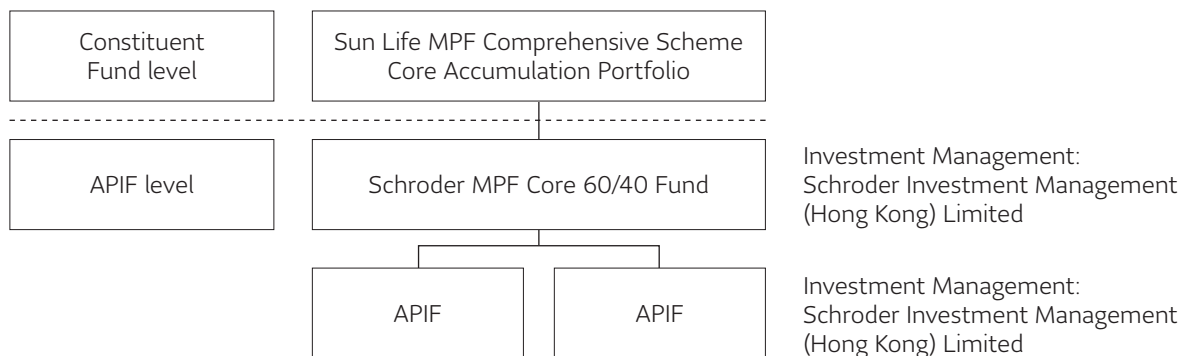 Constituent
Fund level
Sun Life MPF Comprehensive Scheme
Core Accumulation Portfolio
APIF level
Schroder MPF Core 60/40 Fund
Investment Management:
Schroder Investment Management
(Hong Kong) Limited
APIF
APIF
Investment Management:
Schroder Investment Management
(Hong Kong) Limited